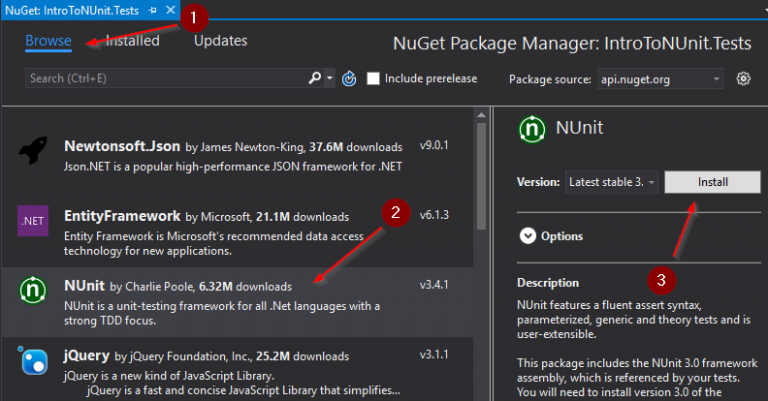 NuGet: IntroToNUnit.Tests
1
Browse Installed Updates
NuGet Package Manager: IntroToNUnit.Tests
Search (Ctrl+E)
Include prerelease
Package source: api.nuget.org
Newtonsoft.Json by James Newton-King, 37.6M downloads v9.0.1
Json.NET is a popular high-performance JSON framework for .NET
.NET
EntityFramework by Microsoft, 21.1M downloads v6.1.3
Entity Framework is Microsoft's recommended data access
technology for new applications.
2
n
NUnit by Charlie Poole, 6.32M downloads v3.4.1
NUnit is a unit-testing framework for all .Net languages with a
strong TDD focus.
jQuery by jQuery Foundation, Inc., 25.2M downloads v3.1.1
jQuery is a new kind of JavaScript Library.
jQuery is a fast and concise JavaScript Library that simplifies...
n
NUnit
Version: Latest stable 3. Install
Options
3
Description
NUnit features a fluent assert syntax,
parameterized, generic and theory tests and is
user-extensible.
This package includes the NUnit 3.0 framework
assembly, which is referenced by your tests.
You will need to install version 3.0 of the